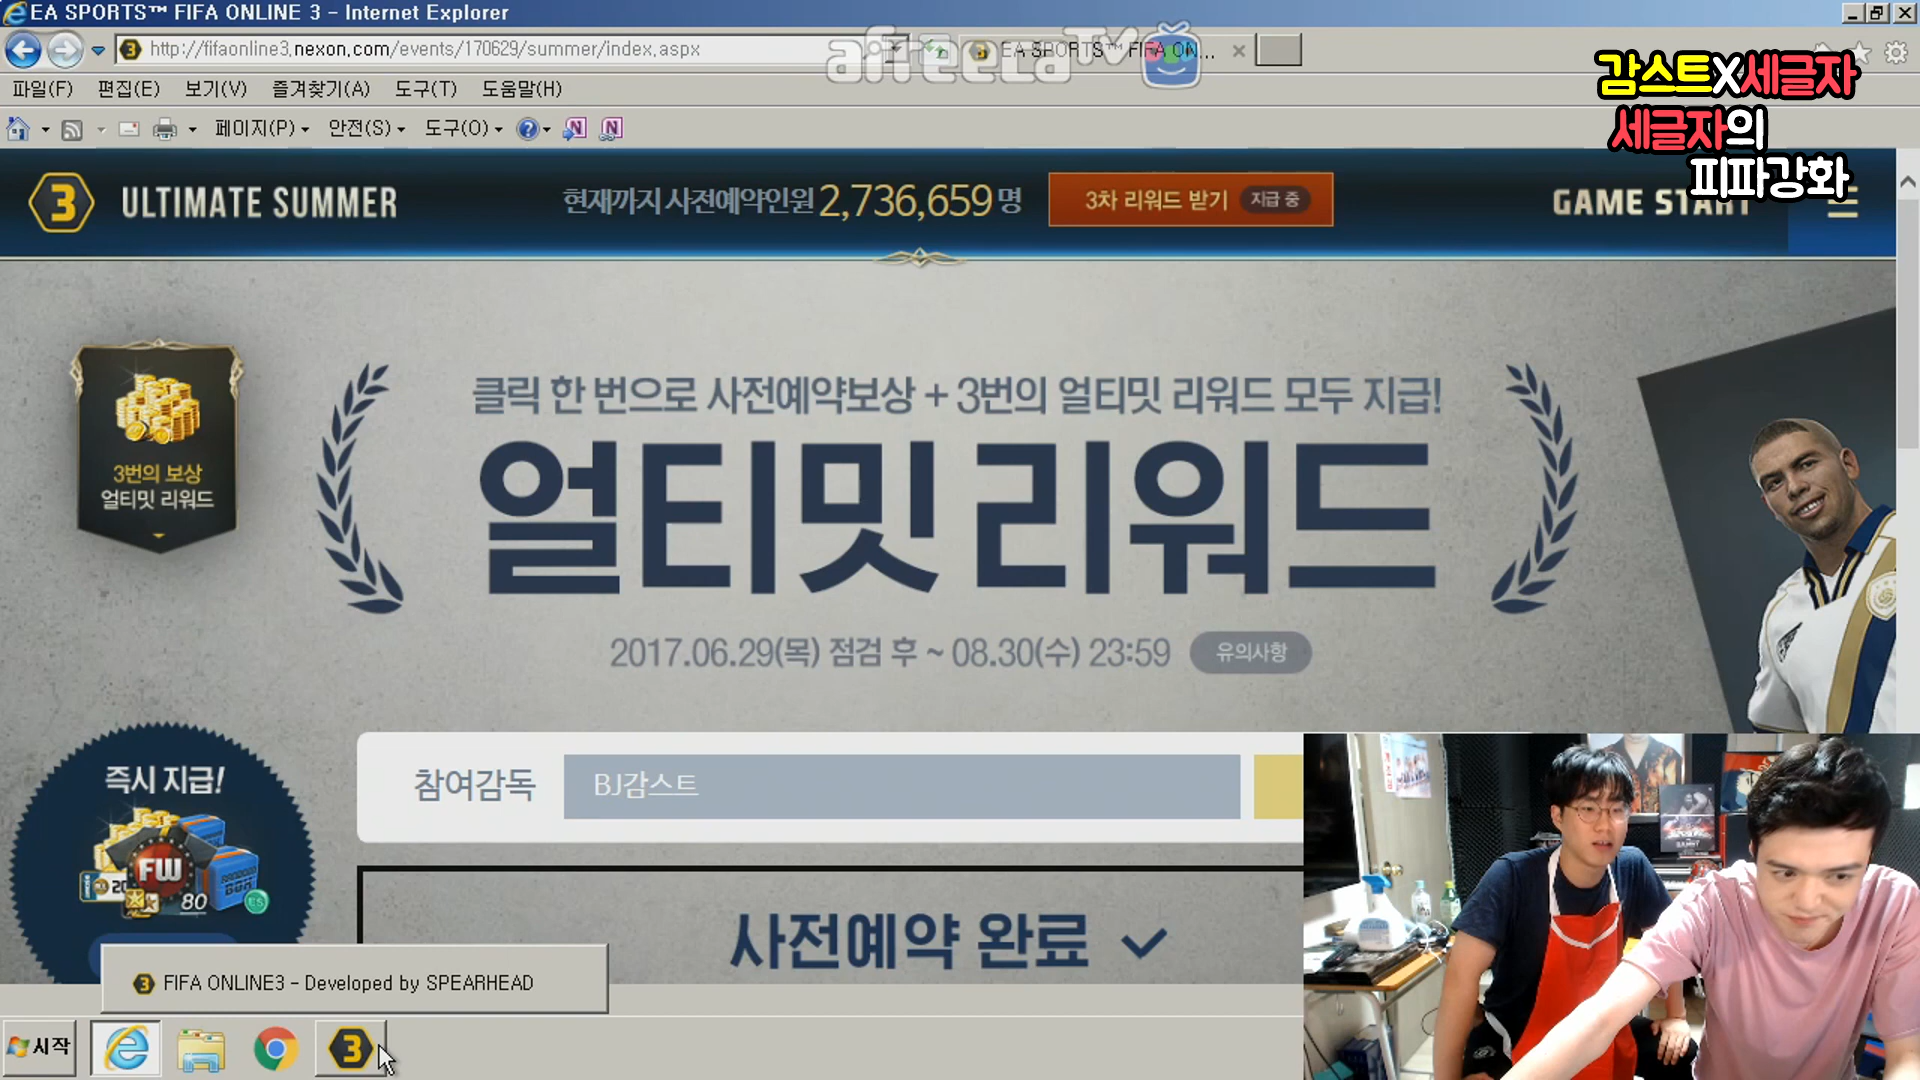 EA SPORTS™ FIFA ONLINE 3 - Internet Explorer
http://fifaonline3.nexon.com/events/170629/summer/index.aspx
EA SPORTS™ FIFA ON...
afreecaTV
파일(F) 편집(E) 보기(V) 즐겨찾기(A) 도구(T) 도움말(H)
페이지(P) 안전(S) 도구(O)
감스트X세글자
세글자의
피파강화
3 ULTIMATE SUMMER
현재까지 사전예약인원 2,736,659 명
3차 리워드 받기 지급 중
GAME START
클릭 한 번으로 사전예약보상 + 3번의 얼티밋 리워드 모두 지급!
얼티밋 리워드
2017.06.29(목) 점검 후 ~ 08.30(수) 23:59 유의사항
3번의 보상
얼티밋 리워드
참여감독 BJ감스트
즉시 지급!
FW
80
사전예약 완료
3 FIFA ONLINE3 - Developed by SPEARHEAD
시작
3